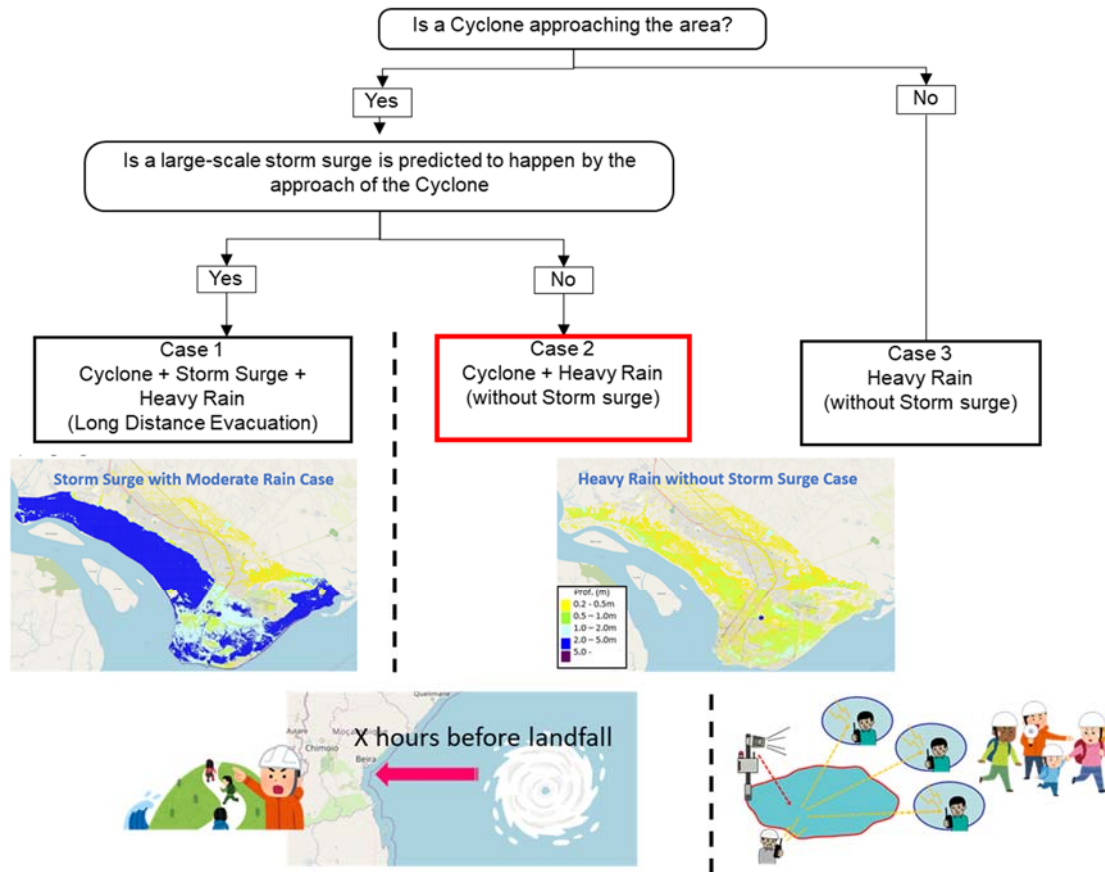 Is a Cyclone approaching the area?
Yes
No
Is a large-scale storm surge is predicted to happen by the
approach of the Cyclone
Yes
No
Case 1
Cyclone + Storm Surge +
Heavy Rain
(Long Distance Evacuation)
Case 2
Cyclone + Heavy Rain
(without Storm surge)
Case 3
Heavy Rain
(without Storm surge)
Storm Surge with Moderate Rain Case
Heavy Rain without Storm Surge Case
Prof. (m)
0.2 - 0.5m
0.5 – 1.0m
1.0 – 2.0m
2.0 – 5.0m
5.0 -
Quelimane
Chimoio
Beira
X hours before landfall